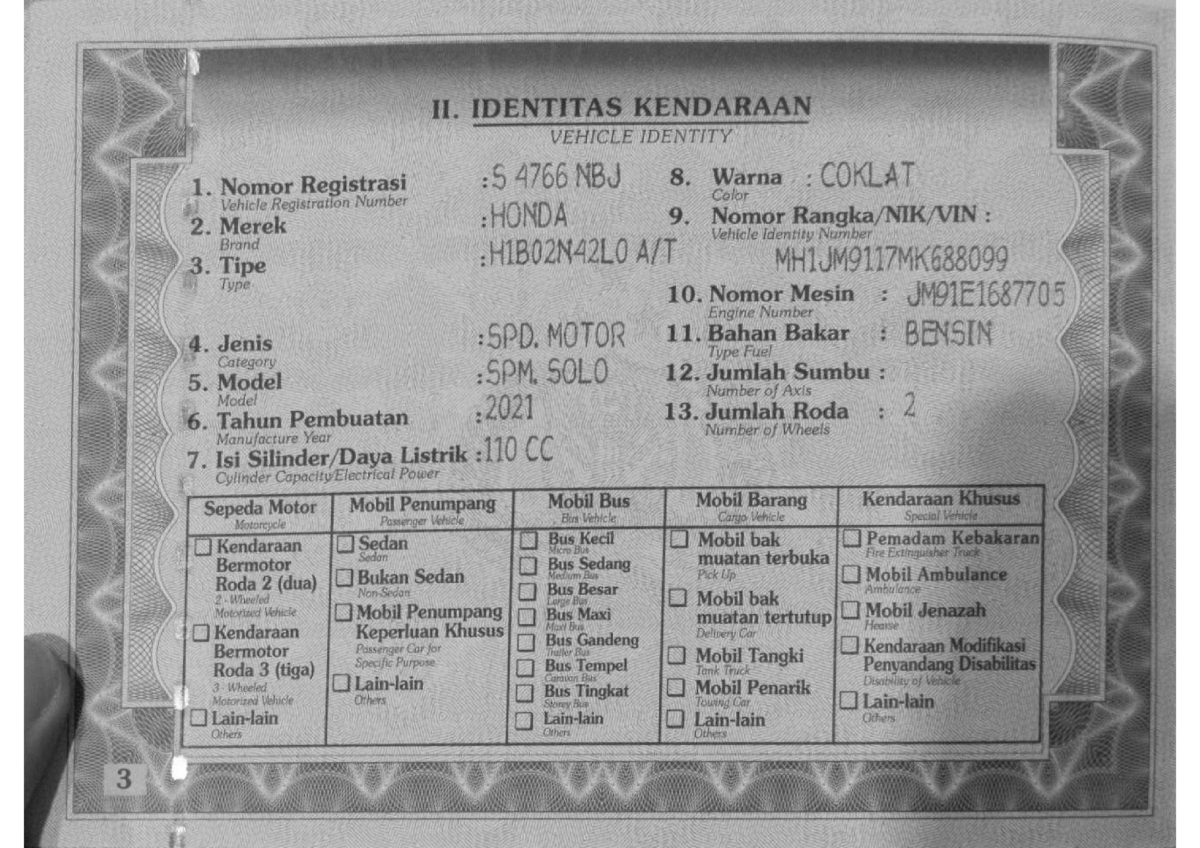 II. IDENTITAS KENDARAAN
VEHICLE IDENTITY
1. Nomor Registrasi : S 4766 NBJ
Vehicle Registration Number
2. Merek : HONDA
Brand
3. Tipe : H1B02N42L0 A/T
Type
4. Jenis : SPD. MOTOR
Category
5. Model : SPM. SOLO
Model
6. Tahun Pembuatan : 2021
Manufacture Year
7. Isi Silinder/Daya Listrik : 110 CC
Cylinder Capacity/Electrical Power
8. Warna : COKLAT
Color
9. Nomor Rangka/NIK/VIN :
Vehicle Identity Number
MH1JM9117MK688099
10. Nomor Mesin : JM91E1687705
Engine Number
11. Bahan Bakar : BENSIN
Type Fuel
12. Jumlah Sumbu :
Number of Axis
13. Jumlah Roda : 2
Number of Wheels
Sepeda Motor
Motorcycle
Kendaraan
Bermotor
Roda 2 (dua)
2 - Wheeled
Motorized Vehicle
Kendaraan
Bermotor
Roda 3 (tiga)
3 - Wheeled
Motorized Vehicle
Lain-lain
Others
Mobil Penumpang
Passenger Vehicle
Sedan
Sedan
Bukan Sedan
Non-Sedan
Mobil Penumpang
Keperluan Khusus
Passenger Car for
Specific Purpose
Lain-lain
Others
Mobil Bus
Bus Vehicle
Bus Kecil
Micro Bus
Bus Sedang
Medium Bus
Bus Besar
Large Bus
Bus Maxi
Maxi Bus
Bus Gandeng
Trailer Bus
Bus Tempel
Caravan Bus
Bus Tingkat
Storey Bus
Lain-lain
Others
Mobil Barang
Cargo Vehicle
Mobil bak
muatan terbuka
Pick Up
Mobil bak
muatan tertutup
Delivery Car
Mobil Tangki
Tank Truck
Mobil Penarik
Towing Car
Lain-lain
Others
Kendaraan Khusus
Special Vehicle
Pemadam Kebakaran
Fire Extinguisher Truck
Mobil Ambulance
Ambulance
Mobil Jenazah
Hearse
Kendaraan Modifikasi
Penyandang Disabilitas
Disability of Vehicle
Lain-lain
Others
3